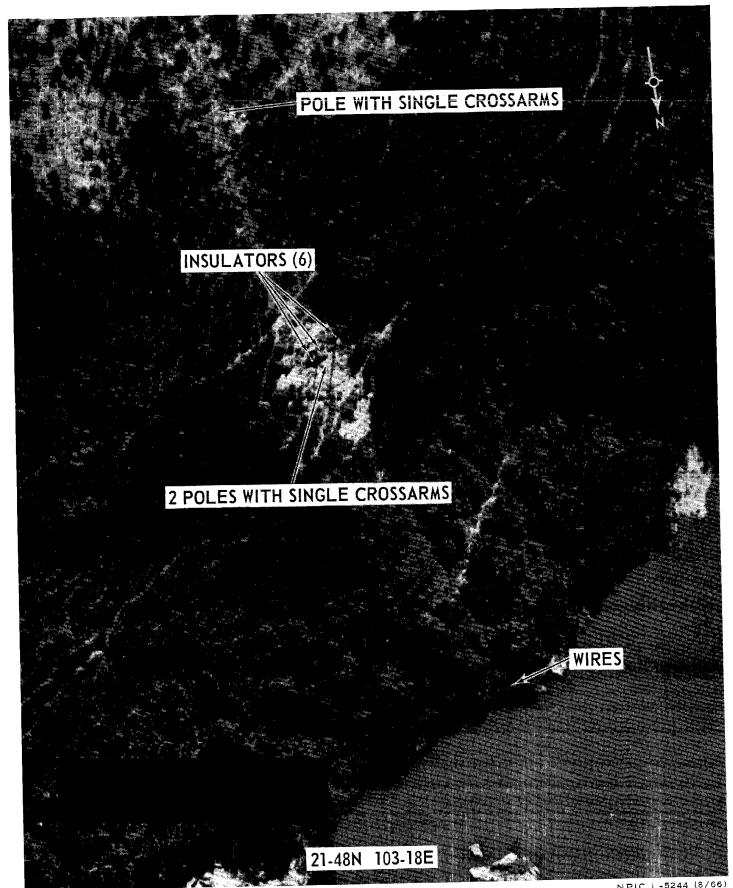 POLE WITH SINGLE CROSSARMS
N
INSULATORS (6)
2 POLES WITH SINGLE CROSSARMS
WIRES
21-48N 103-18E
NPIC L-5244 (8/66)